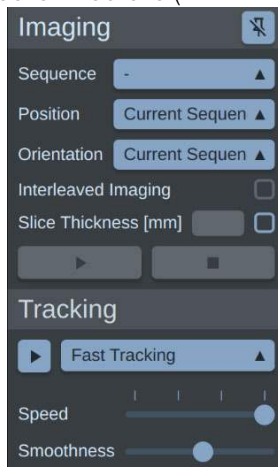 Imaging
Sequence -
Position Current Sequen
Orientation Current Sequen
Interleaved Imaging
Slice Thickness [mm]
Tracking
Fast Tracking
Speed
Smoothness